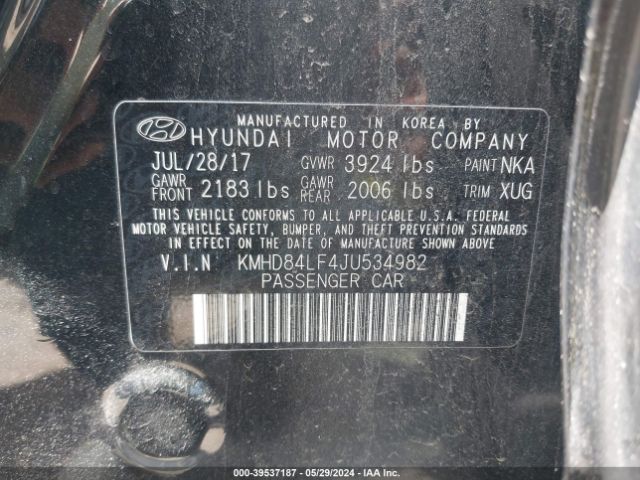 MANUFACTURED IN KOREA BY
HYUNDAI MOTOR COMPANY
JUL/28/17 GVWR 3924 lbs PAINT NKA
GAWR FRONT 2183 lbs GAWR REAR 2006 lbs TRIM XUG
THIS VEHICLE CONFORMS TO ALL APPLICABLE U.S.A. FEDERAL
MOTOR VEHICLE SAFETY, BUMPER, AND THEFT PREVENTION STANDARDS
IN EFFECT ON THE DATE OF MANUFACTURE SHOWN ABOVE
V.I.N KMHD84LF4JU534982
PASSENGER CAR
000-39537187 - 05/29/2024 - IAA Inc.